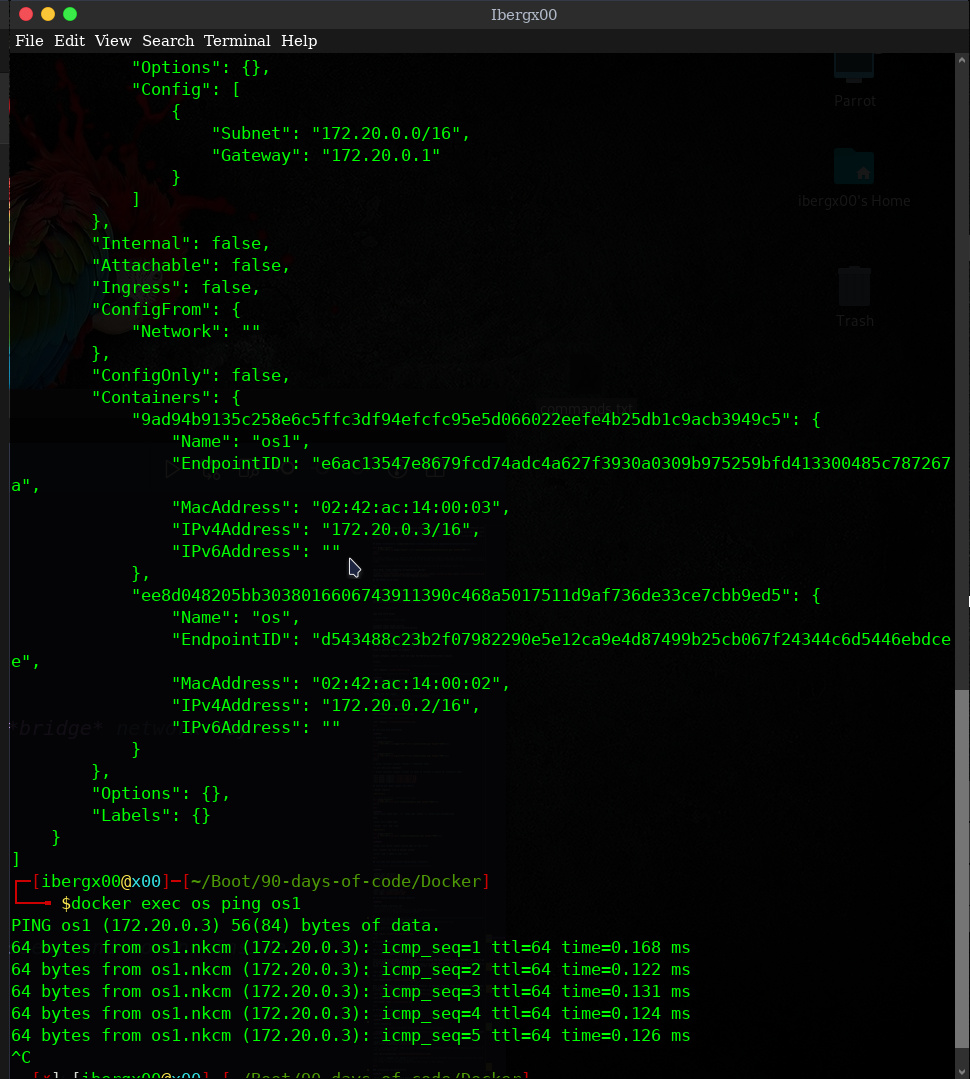 Ibergx00
File Edit View Search Terminal Help
"Options": {},
"Config": [
{
"Subnet": "172.20.0.0/16",
"Gateway": "172.20.0.1"
}
]
},
"Internal": false,
"Attachable": false,
"Ingress": false,
"ConfigFrom": {
"Network": ""
},
"ConfigOnly": false,
"Containers": {
"9ad94b9135c258e6c5ffc3df94efcfc95e5d066022eefe4b25db1c9acb3949c5": {
"Name": "os1",
"EndpointID": "e6ac13547e8679fcd74adc4a627f3930a0309b975259bfd413300485c787267
a",
"MacAddress": "02:42:ac:14:00:03",
"IPv4Address": "172.20.0.3/16",
"IPv6Address": ""
},
"ee8d048205bb3038016606743911390c468a5017511d9af736de33ce7cbb9ed5": {
"Name": "os",
"EndpointID": "d543488c23b2f07982290e5e12ca9e4d87499b25cb067f24344c6d5446ebdce
e",
"MacAddress": "02:42:ac:14:00:02",
"IPv4Address": "172.20.0.2/16",
"IPv6Address": ""
}
},
"Options": {},
"Labels": {}
}
]
[ibergx00@x00]-[~/Boot/90-days-of-code/Docker]
$docker exec os ping os1
PING os1 (172.20.0.3) 56(84) bytes of data.
64 bytes from os1.nkcm (172.20.0.3): icmp_seq=1 ttl=64 time=0.168 ms
64 bytes from os1.nkcm (172.20.0.3): icmp_seq=2 ttl=64 time=0.122 ms
64 bytes from os1.nkcm (172.20.0.3): icmp_seq=3 ttl=64 time=0.131 ms
64 bytes from os1.nkcm (172.20.0.3): icmp_seq=4 ttl=64 time=0.124 ms
64 bytes from os1.nkcm (172.20.0.3): icmp_seq=5 ttl=64 time=0.126 ms
^C
[ibergx00@x00]-[~/Boot/90-days-of-code/Docker]
Parrot
ibergx00's Home
Trash
*bridge*